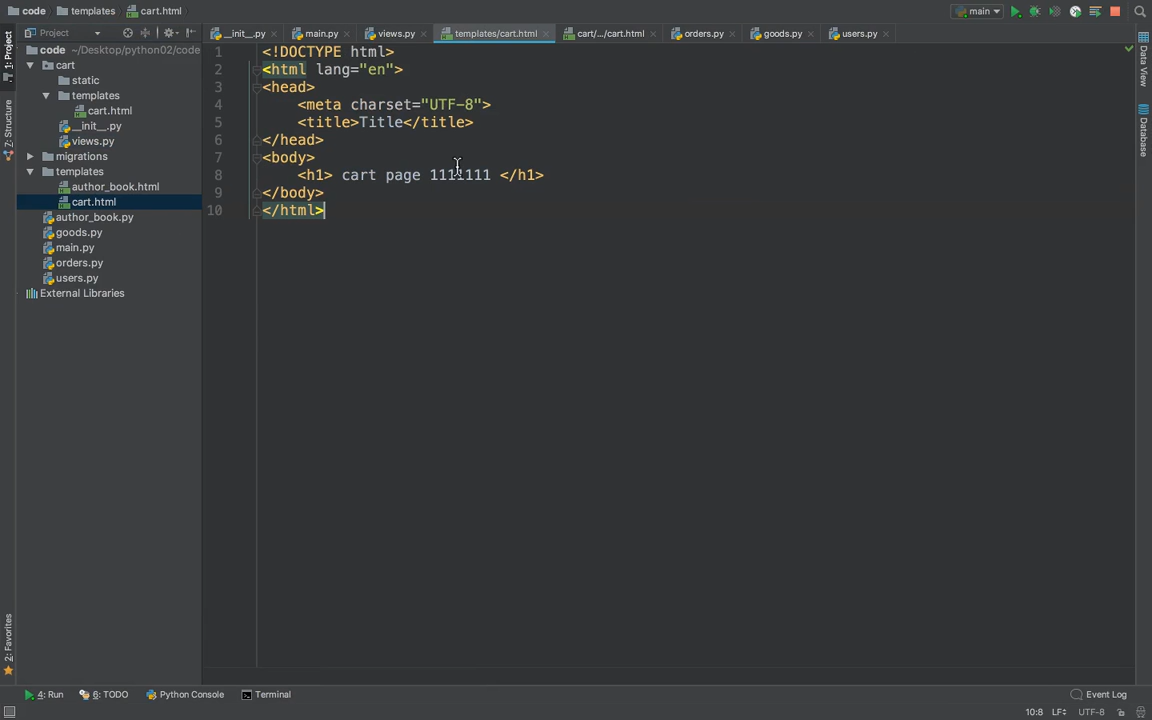 code templates cart.html main
Project __init__.py main.py views.py templates/cart.html cart/.../cart.html orders.py goods.py users.py
1: Project
Z: Structure
2: Favorites
code ~/Desktop/python02/code
cart
static
templates
cart.html
__init__.py
views.py
migrations
templates
author_book.html
cart.html
author_book.py
goods.py
main.py
orders.py
users.py
External Libraries
1 <!DOCTYPE html>
2 <html lang="en">
3 <head>
4 <meta charset="UTF-8">
5 <title>Title</title>
6 </head>
7 <body>
8 <h1> cart page 1111111 </h1>
9 </body>
10 </html>
Data View
Database
4: Run 6: TODO Python Console Terminal Event Log
10:8 LF UTF-8